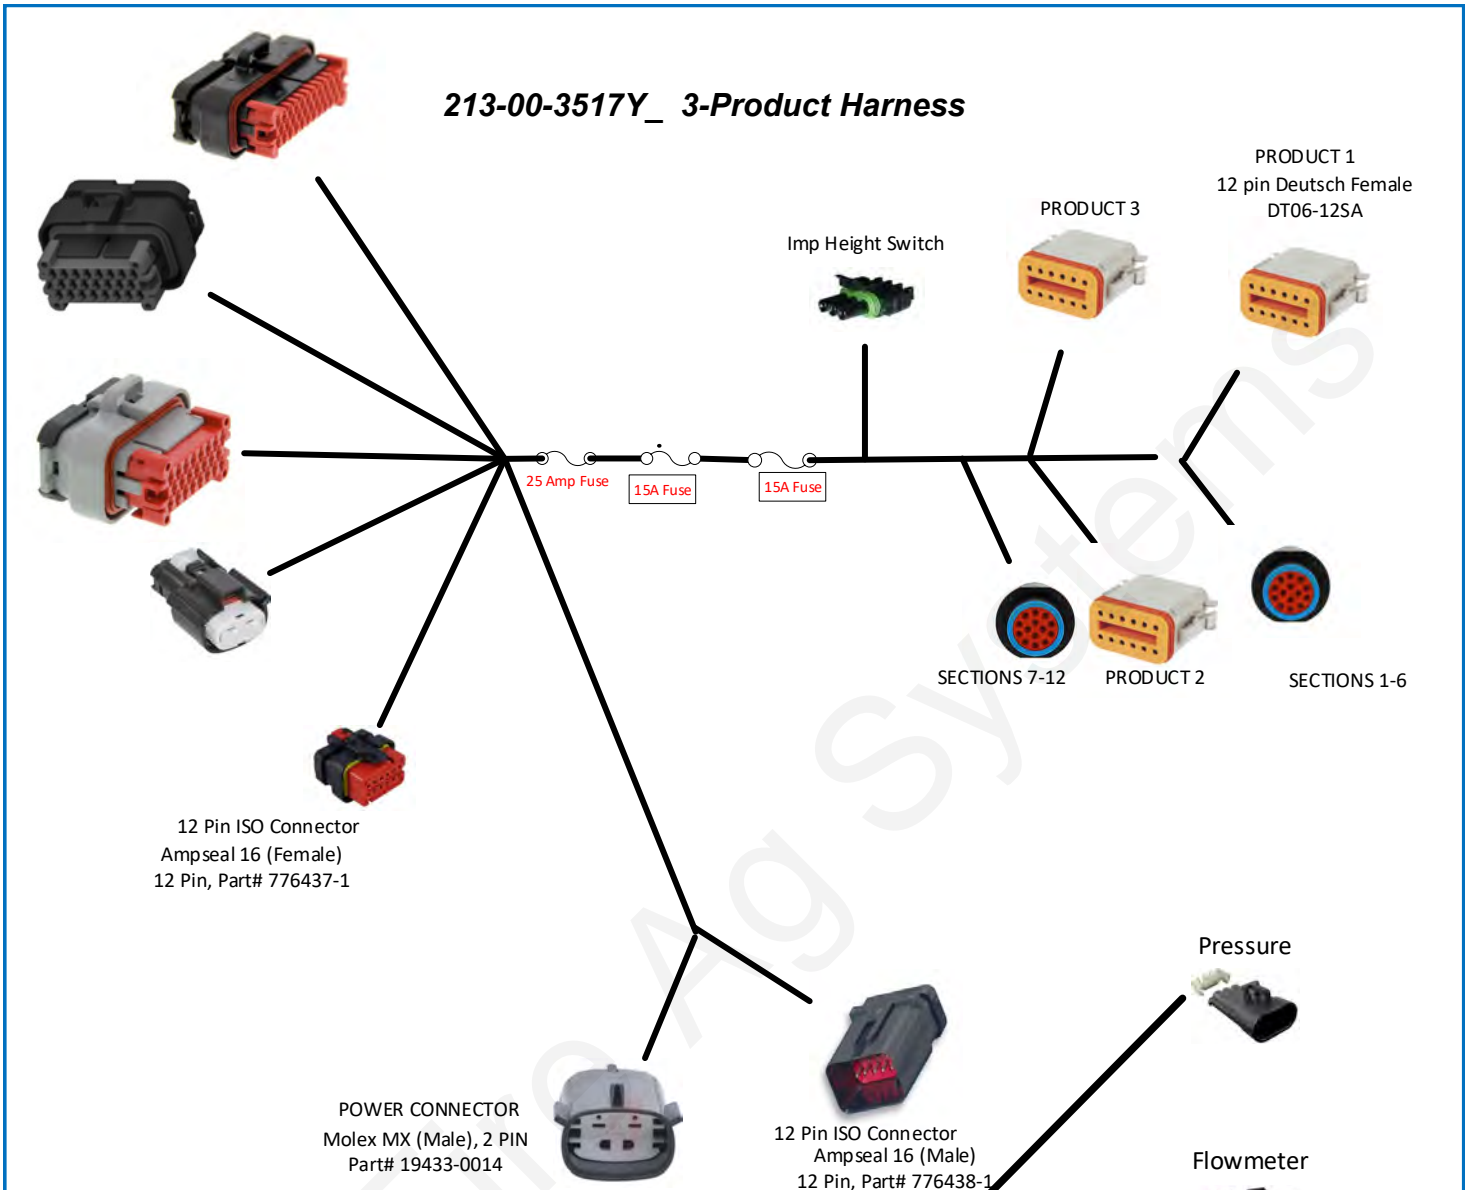 213-00-3517Y_ 3-Product Harness
PRODUCT 1
12 pin Deutsch Female
DT06-12SA
PRODUCT 3
Imp Height Switch
25 Amp Fuse
15A Fuse
15A Fuse
SECTIONS 7-12
PRODUCT 2
SECTIONS 1-6
12 Pin ISO Connector
Ampseal 16 (Female)
12 Pin, Part# 776437-1
Pressure
POWER CONNECTOR
Molex MX (Male), 2 PIN
Part# 19433-0014
12 Pin ISO Connector
Ampseal 16 (Male)
12 Pin, Part# 776438-1
Flowmeter
Ag Systems